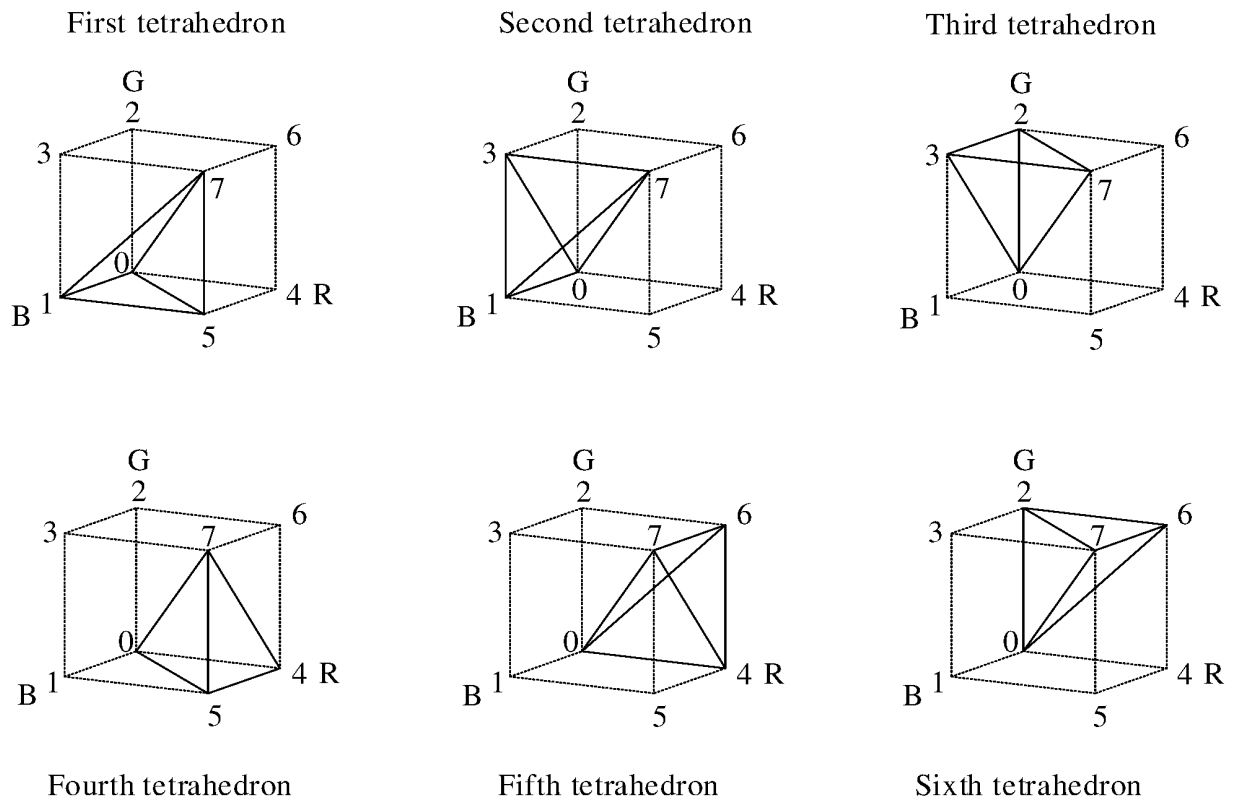 First tetrahedron
G
2
3
6
7
0
1
4 R
B
5
Second tetrahedron
G
2
3
6
7
0
1
4 R
B
5
Third tetrahedron
G
2
3
6
7
0
1
4 R
B
5
G
2
3
6
7
0
1
4 R
B
5
Fourth tetrahedron
G
2
3
6
7
0
1
4 R
B
5
Fifth tetrahedron
G
2
3
6
7
0
1
4 R
B
5
Sixth tetrahedron